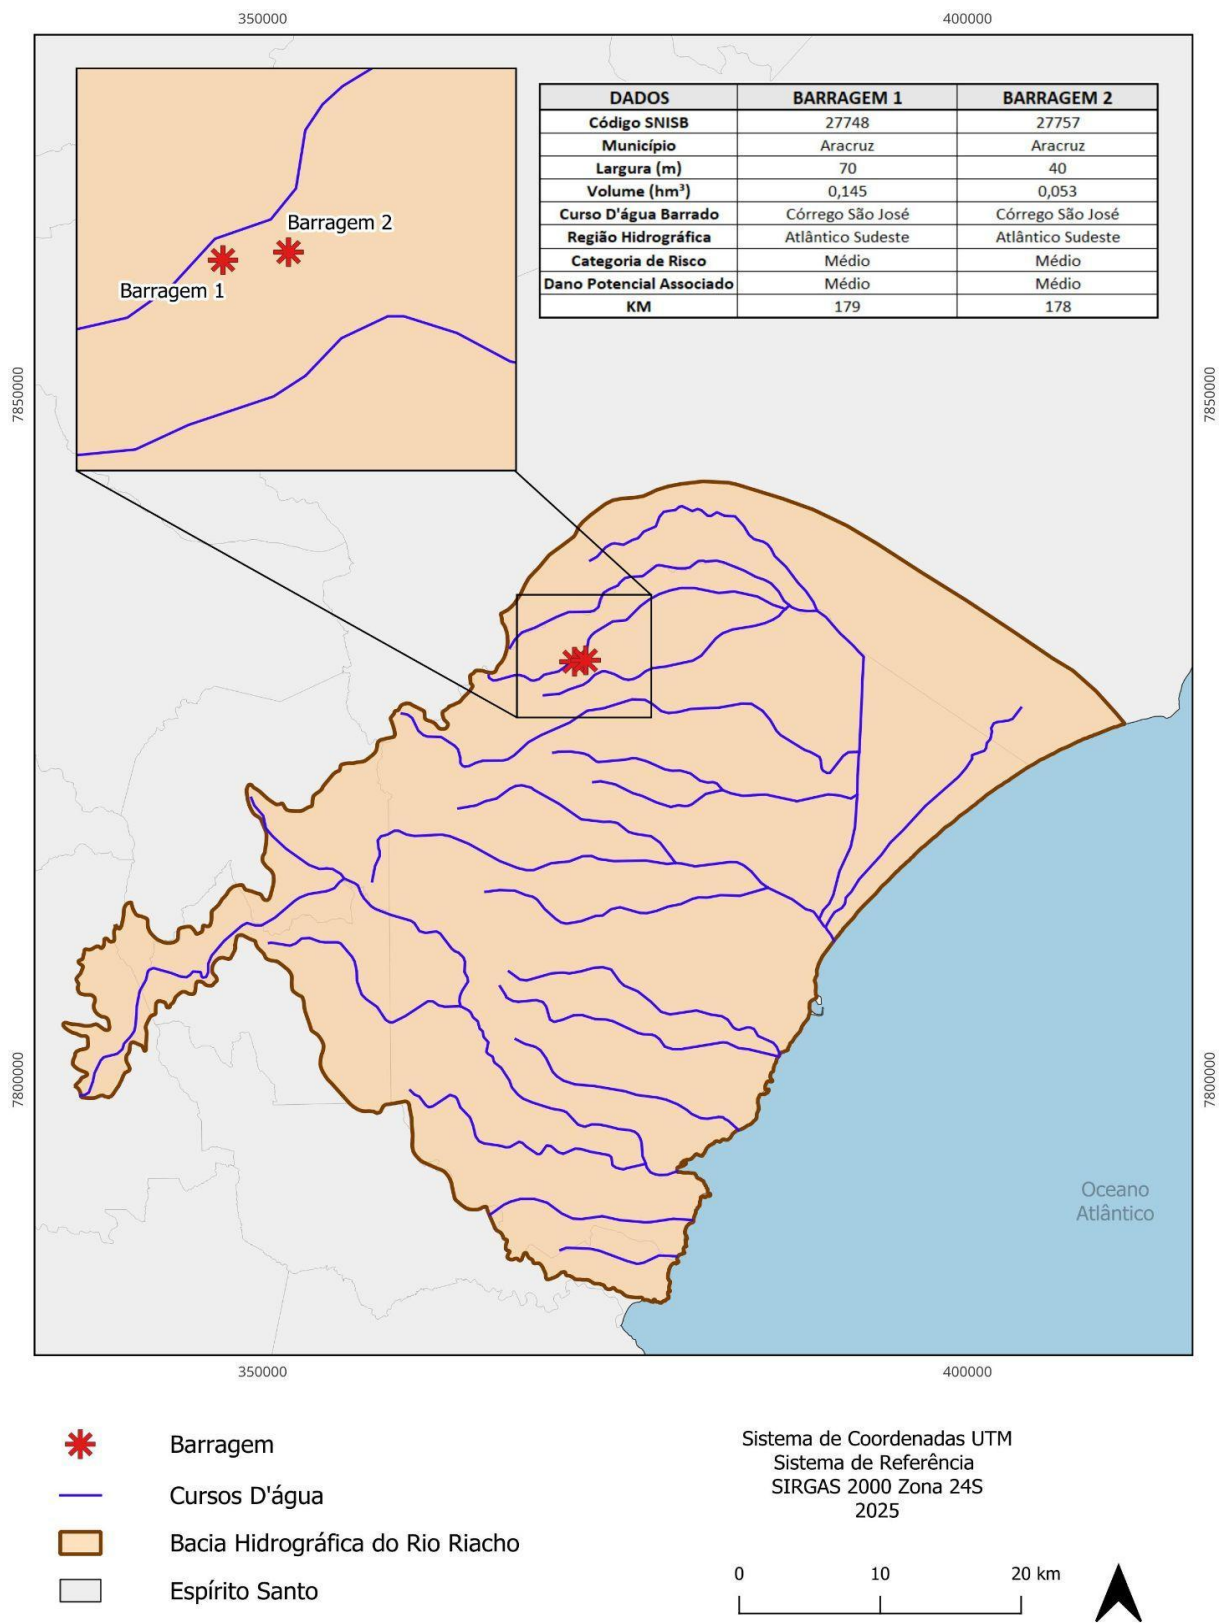 350000 400000
DADOS BARRAGEM 1 BARRAGEM 2
Código SNISB 27748 27757
Município Aracruz Aracruz
Largura (m) 70 40
Volume (hm³) 0,145 0,053
Curso D'água Barrado Córrego São José Córrego São José
Região Hidrográfica Atlântico Sudeste Atlântico Sudeste
Categoria de Risco Médio Médio
Dano Potencial Associado Médio Médio
KM 179 178
Barragem 2
Barragem 1
7850000 7850000
7800000 7800000
Oceano
Atlântico
350000 400000
Barragem
Cursos D'água
Bacia Hidrográfica do Rio Riacho
Espírito Santo
Sistema de Coordenadas UTM
Sistema de Referência
SIRGAS 2000 Zona 24S
2025
0 10 20 km